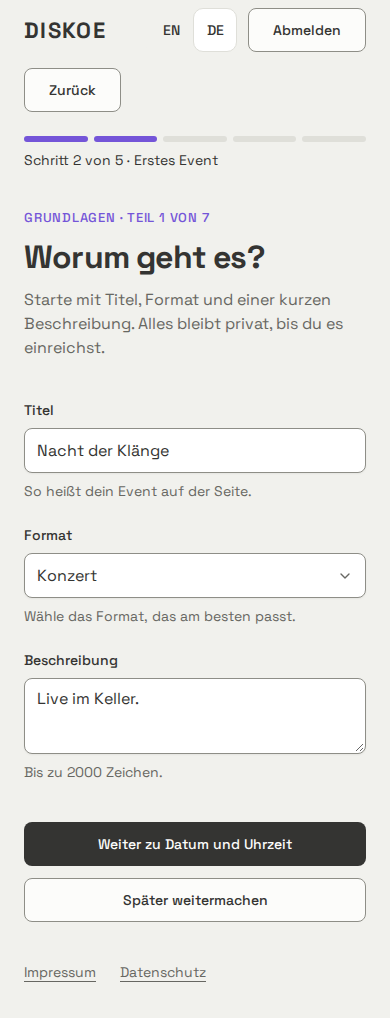 DISKOE
EN DE Abmelden
Zurück
Schritt 2 von 5 · Erstes Event
GRUNDLAGEN · TEIL 1 VON 7
Worum geht es?
Starte mit Titel, Format und einer kurzen
Beschreibung. Alles bleibt privat, bis du es
einreichst.
Titel
Nacht der Klänge
So heißt dein Event auf der Seite.
Format
Konzert
Wähle das Format, das am besten passt.
Beschreibung
Live im Keller.
Bis zu 2000 Zeichen.
Weiter zu Datum und Uhrzeit
Später weitermachen
Impressum Datenschutz